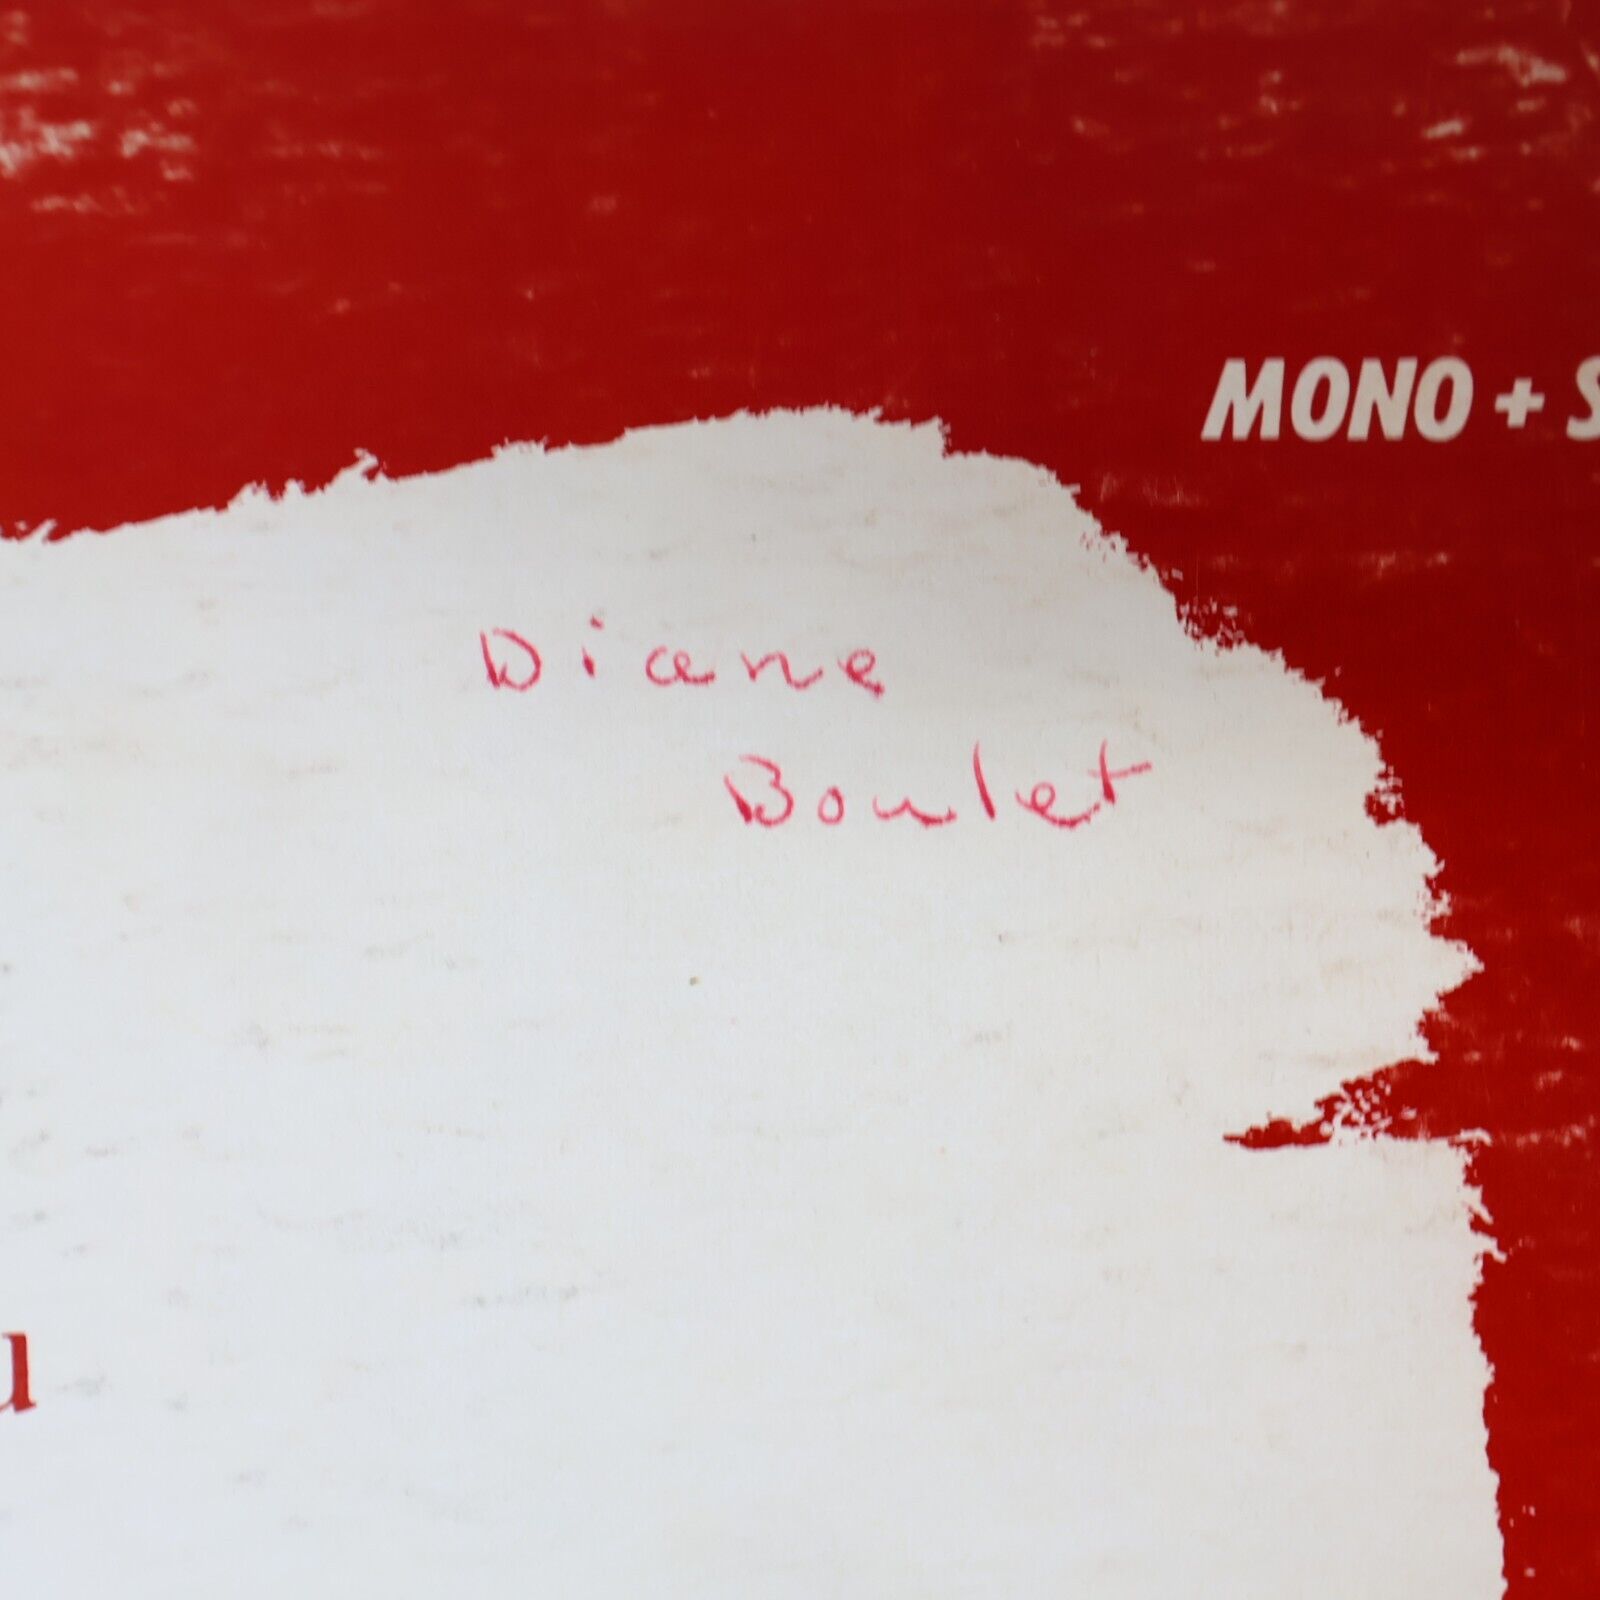 MONO + S
Diane
Boulet
u